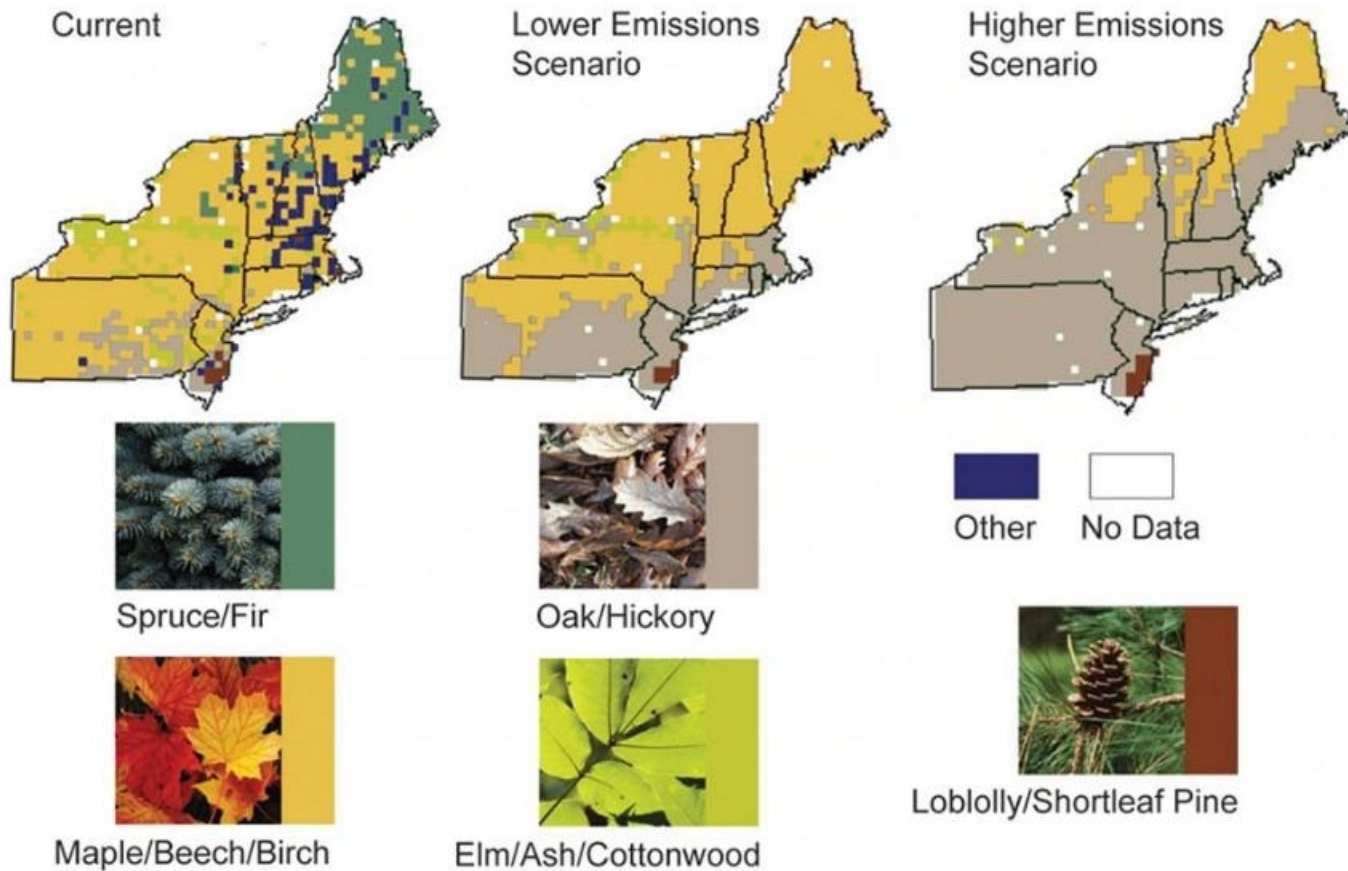 Current
Lower Emissions
Scenario
Higher Emissions
Scenario
Spruce/Fir
Oak/Hickory
Other
No Data
Maple/Beech/Birch
Elm/Ash/Cottonwood
Loblolly/Shortleaf Pine